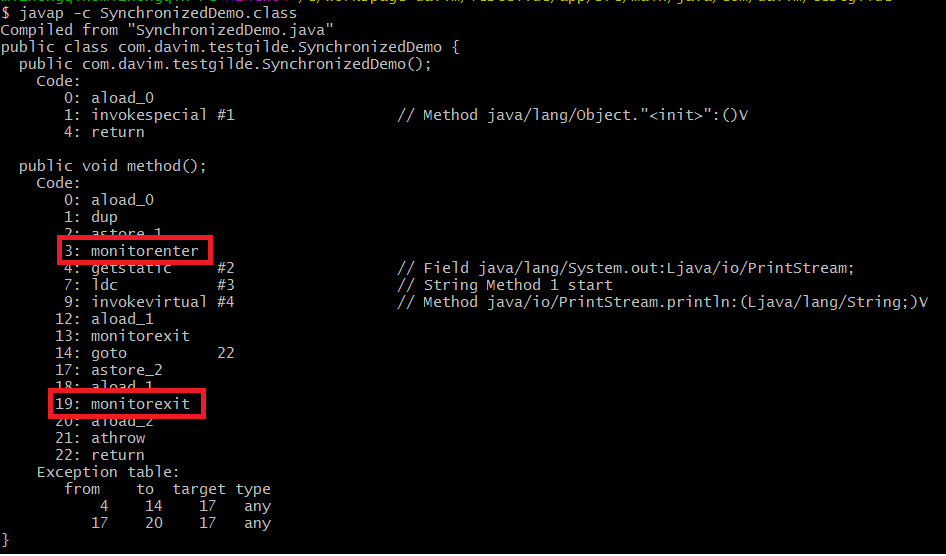 $ javap -c SynchronizedDemo.class
Compiled from "SynchronizedDemo.java"
public class com.davim.testgilde.SynchronizedDemo {
  public com.davim.testgilde.SynchronizedDemo();
    Code:
       0: aload_0
       1: invokespecial #1                  // Method java/lang/Object."<init>":()V
       4: return
  public void method();
    Code:
       0: aload_0
       1: dup
       2: astore_1
       3: monitorenter
       4: getstatic     #2                  // Field java/lang/System.out:Ljava/io/PrintStream;
       7: ldc           #3                  // String Method 1 start
       9: invokevirtual #4                  // Method java/io/PrintStream.println:(Ljava/lang/String;)V
      12: aload_1
      13: monitorexit
      14: goto          22
      17: astore_2
      18: aload_1
      19: monitorexit
      20: aload_2
      21: athrow
      22: return
    Exception table:
       from    to  target type
           4    14    17   any
          17    20    17   any
}